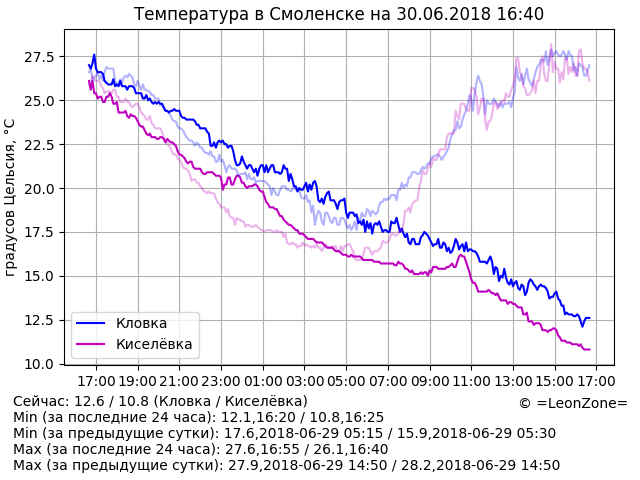 Температура в Смоленске на 30.06.2018 16:40
градусов Цельсия, °C
27.5
25.0
22.5
20.0
17.5
15.0
12.5
10.0
Кловка
Киселёвка
17:00 19:00 21:00 23:00 01:00 03:00 05:00 07:00 09:00 11:00 13:00 15:00 17:00
Сейчас: 12.6 / 10.8 (Кловка / Киселёвка)
© =LeonZone=
Min (за последние 24 часа): 12.1,16:20 / 10.8,16:25
Min (за предыдущие сутки): 17.6,2018-06-29 05:15 / 15.9,2018-06-29 05:30
Max (за последние 24 часа): 27.6,16:55 / 26.1,16:40
Max (за предыдущие сутки): 27.9,2018-06-29 14:50 / 28.2,2018-06-29 14:50